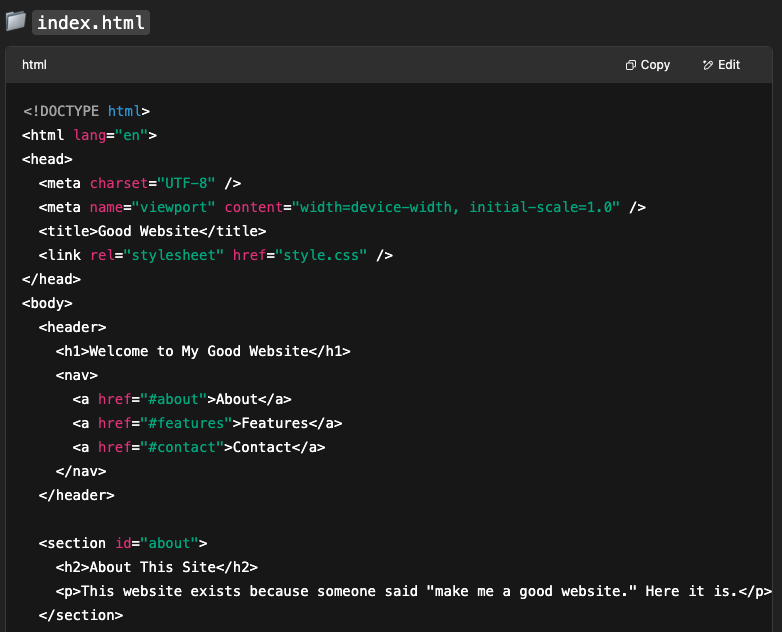 index.html
html
Copy
Edit
<!DOCTYPE html>
<html lang="en">
<head>
  <meta charset="UTF-8" />
  <meta name="viewport" content="width=device-width, initial-scale=1.0" />
  <title>Good Website</title>
  <link rel="stylesheet" href="style.css" />
</head>
<body>
  <header>
    <h1>Welcome to My Good Website</h1>
    <nav>
      <a href="#about">About</a>
      <a href="#features">Features</a>
      <a href="#contact">Contact</a>
    </nav>
  </header>

  <section id="about">
    <h2>About This Site</h2>
    <p>This website exists because someone said "make me a good website." Here it is.</p>
  </section>